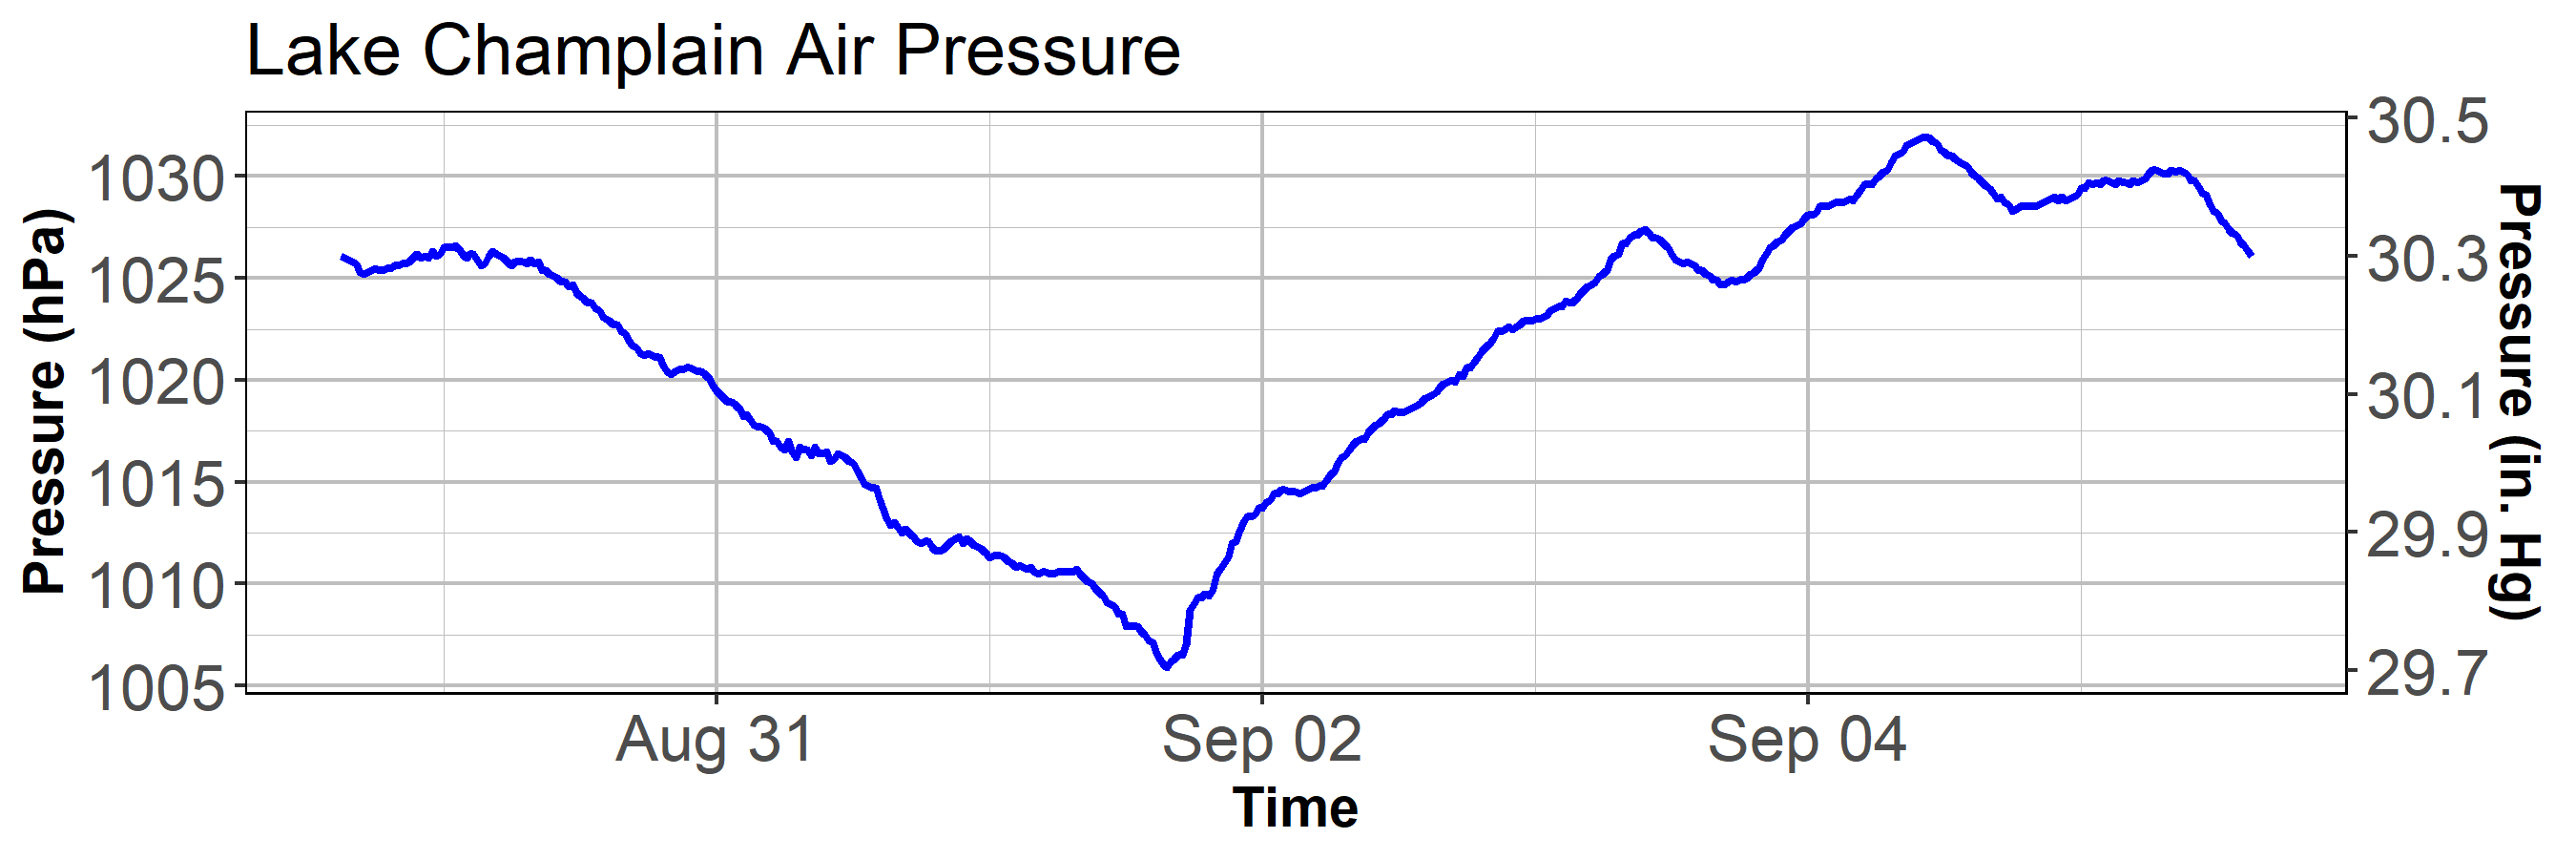 Lake Champlain Air Pressure
Pressure (hPa)
1030
1025
1020
1015
1010
1005
30.5
30.3
30.1
29.9
29.7
Pressure (in. Hg)
Aug 31
Sep 02
Sep 04
Time